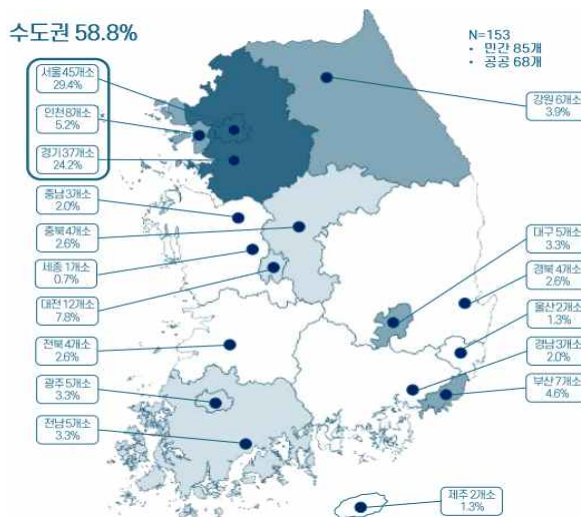 수도권 58.8%
N=153
• 민간 85개
• 공공 68개
서울 45개소
29.4%
인천 8개소
5.2%
경기 37개소
24.2%
강원 6개소
3.9%
충남 3개소
2.0%
충북 4개소
2.6%
세종 1개소
0.7%
대전 12개소
7.8%
전북 4개소
2.6%
광주 5개소
3.3%
전남 5개소
3.3%
대구 5개소
3.3%
경북 4개소
2.6%
울산 2개소
1.3%
경남 3개소
2.0%
부산 7개소
4.6%
제주 2개소
1.3%